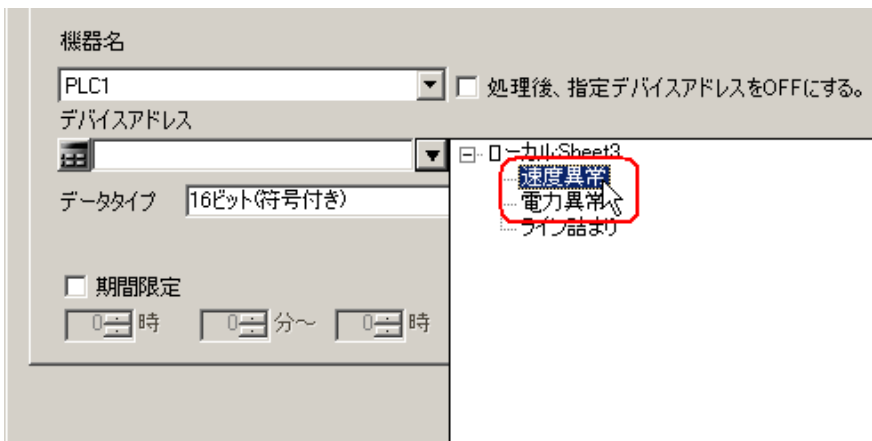 機器名
PLC1
処理後、指定デバイスアドレスをOFFにする。
デバイスアドレス
ローカル:Sheet3
速度異常
電力異常
ライン詰まり
データタイプ 16ビット(符号付き)
期間限定
0 時 0 分～ 0 時